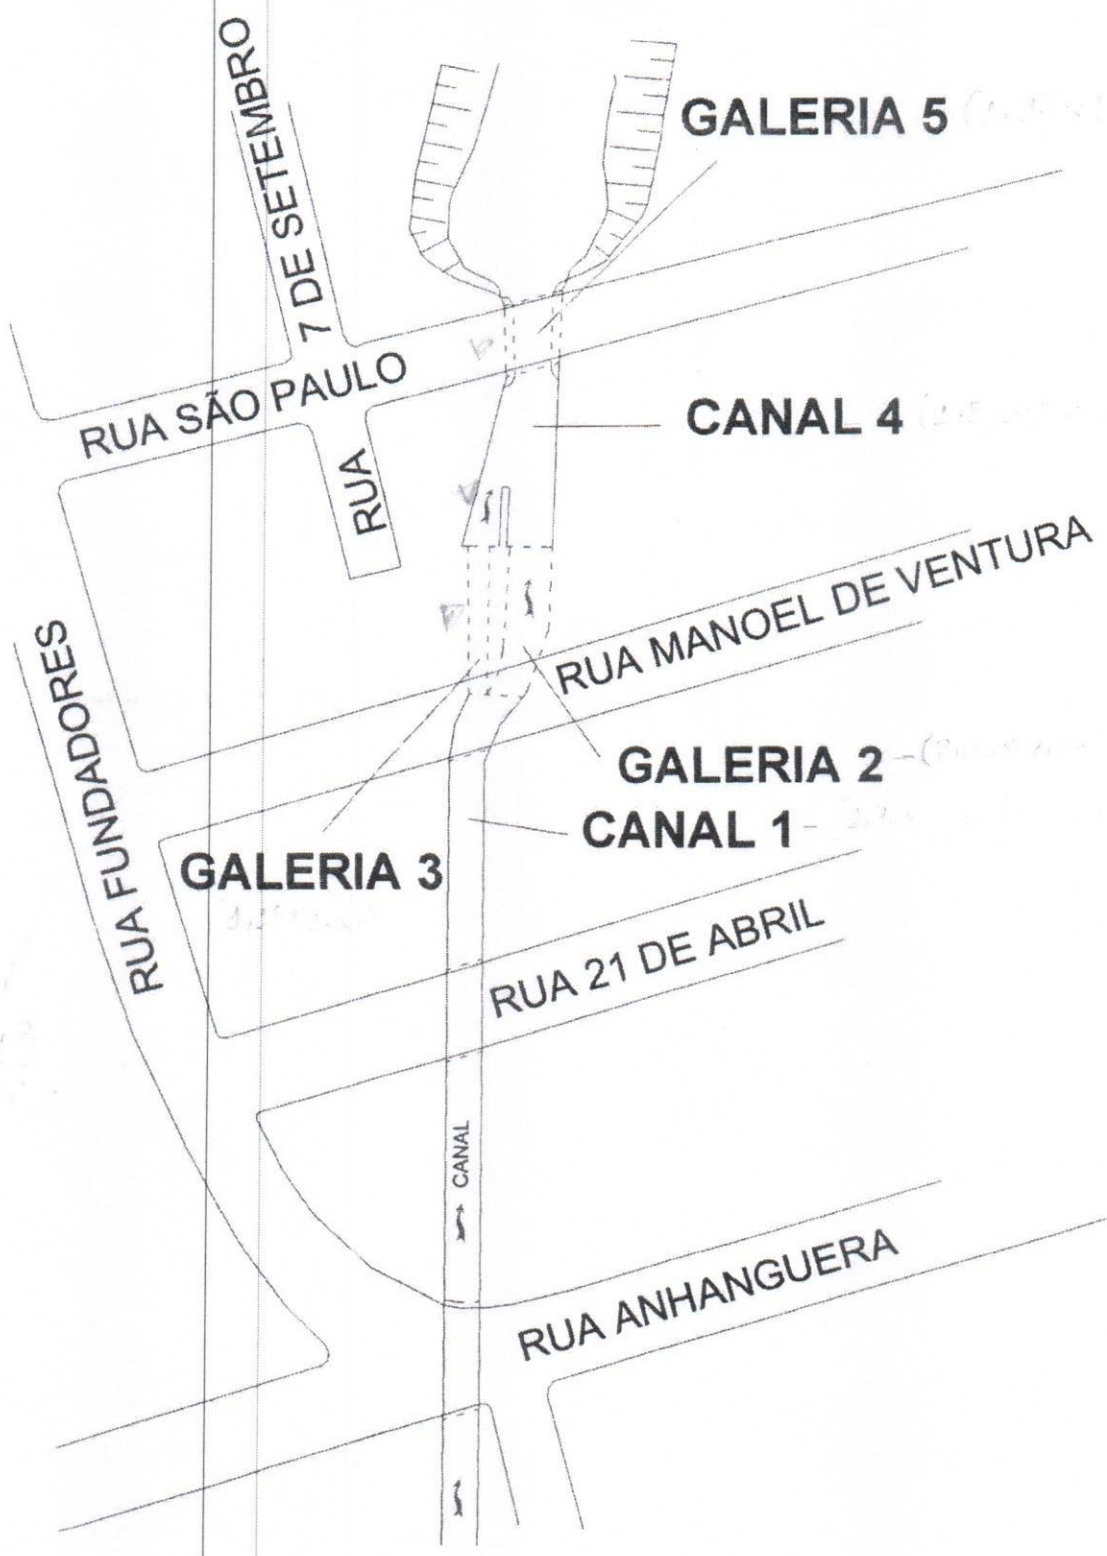 7 DE SETEMBRO
GALERIA 5
RUA SÃO PAULO
CANAL 4
RUA
RUA MANOEL DE VENTURA
RUA FUNDADORES
GALERIA 2
CANAL 1
GALERIA 3
RUA 21 DE ABRIL
CANAL
RUA ANHANGUERA